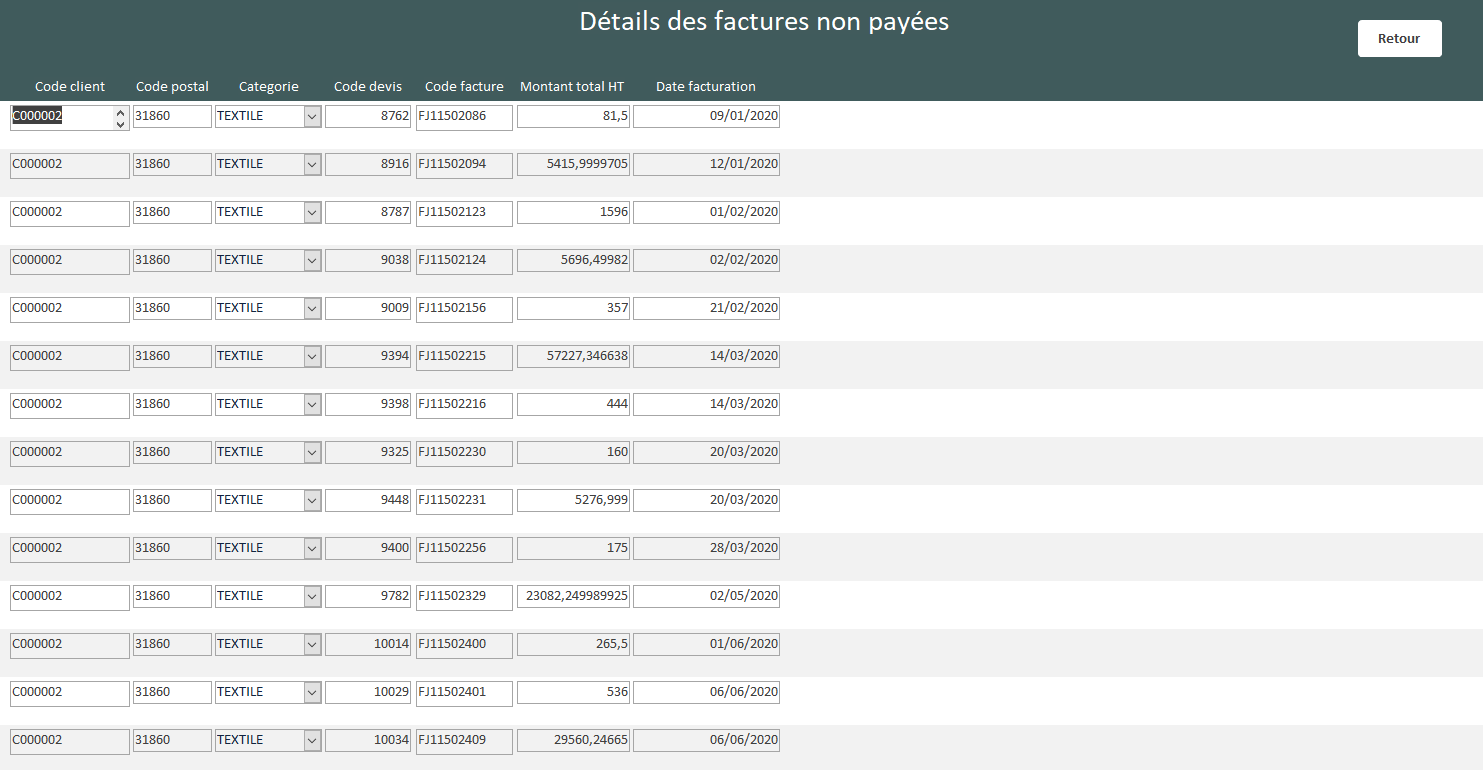 Détails des factures non payées
Retour
Code client Code postal Categorie Code devis Code facture Montant total HT Date facturation
C000002 31860 TEXTILE 8762 FJ11502086 81,5 09/01/2020
C000002 31860 TEXTILE 8916 FJ11502094 5415,9999705 12/01/2020
C000002 31860 TEXTILE 8787 FJ11502123 1596 01/02/2020
C000002 31860 TEXTILE 9038 FJ11502124 5696,49982 02/02/2020
C000002 31860 TEXTILE 9009 FJ11502156 357 21/02/2020
C000002 31860 TEXTILE 9394 FJ11502215 57227,346638 14/03/2020
C000002 31860 TEXTILE 9398 FJ11502216 444 14/03/2020
C000002 31860 TEXTILE 9325 FJ11502230 160 20/03/2020
C000002 31860 TEXTILE 9448 FJ11502231 5276,999 20/03/2020
C000002 31860 TEXTILE 9400 FJ11502256 175 28/03/2020
C000002 31860 TEXTILE 9782 FJ11502329 23082,249989925 02/05/2020
C000002 31860 TEXTILE 10014 FJ11502400 265,5 01/06/2020
C000002 31860 TEXTILE 10029 FJ11502401 536 06/06/2020
C000002 31860 TEXTILE 10034 FJ11502409 29560,24665 06/06/2020